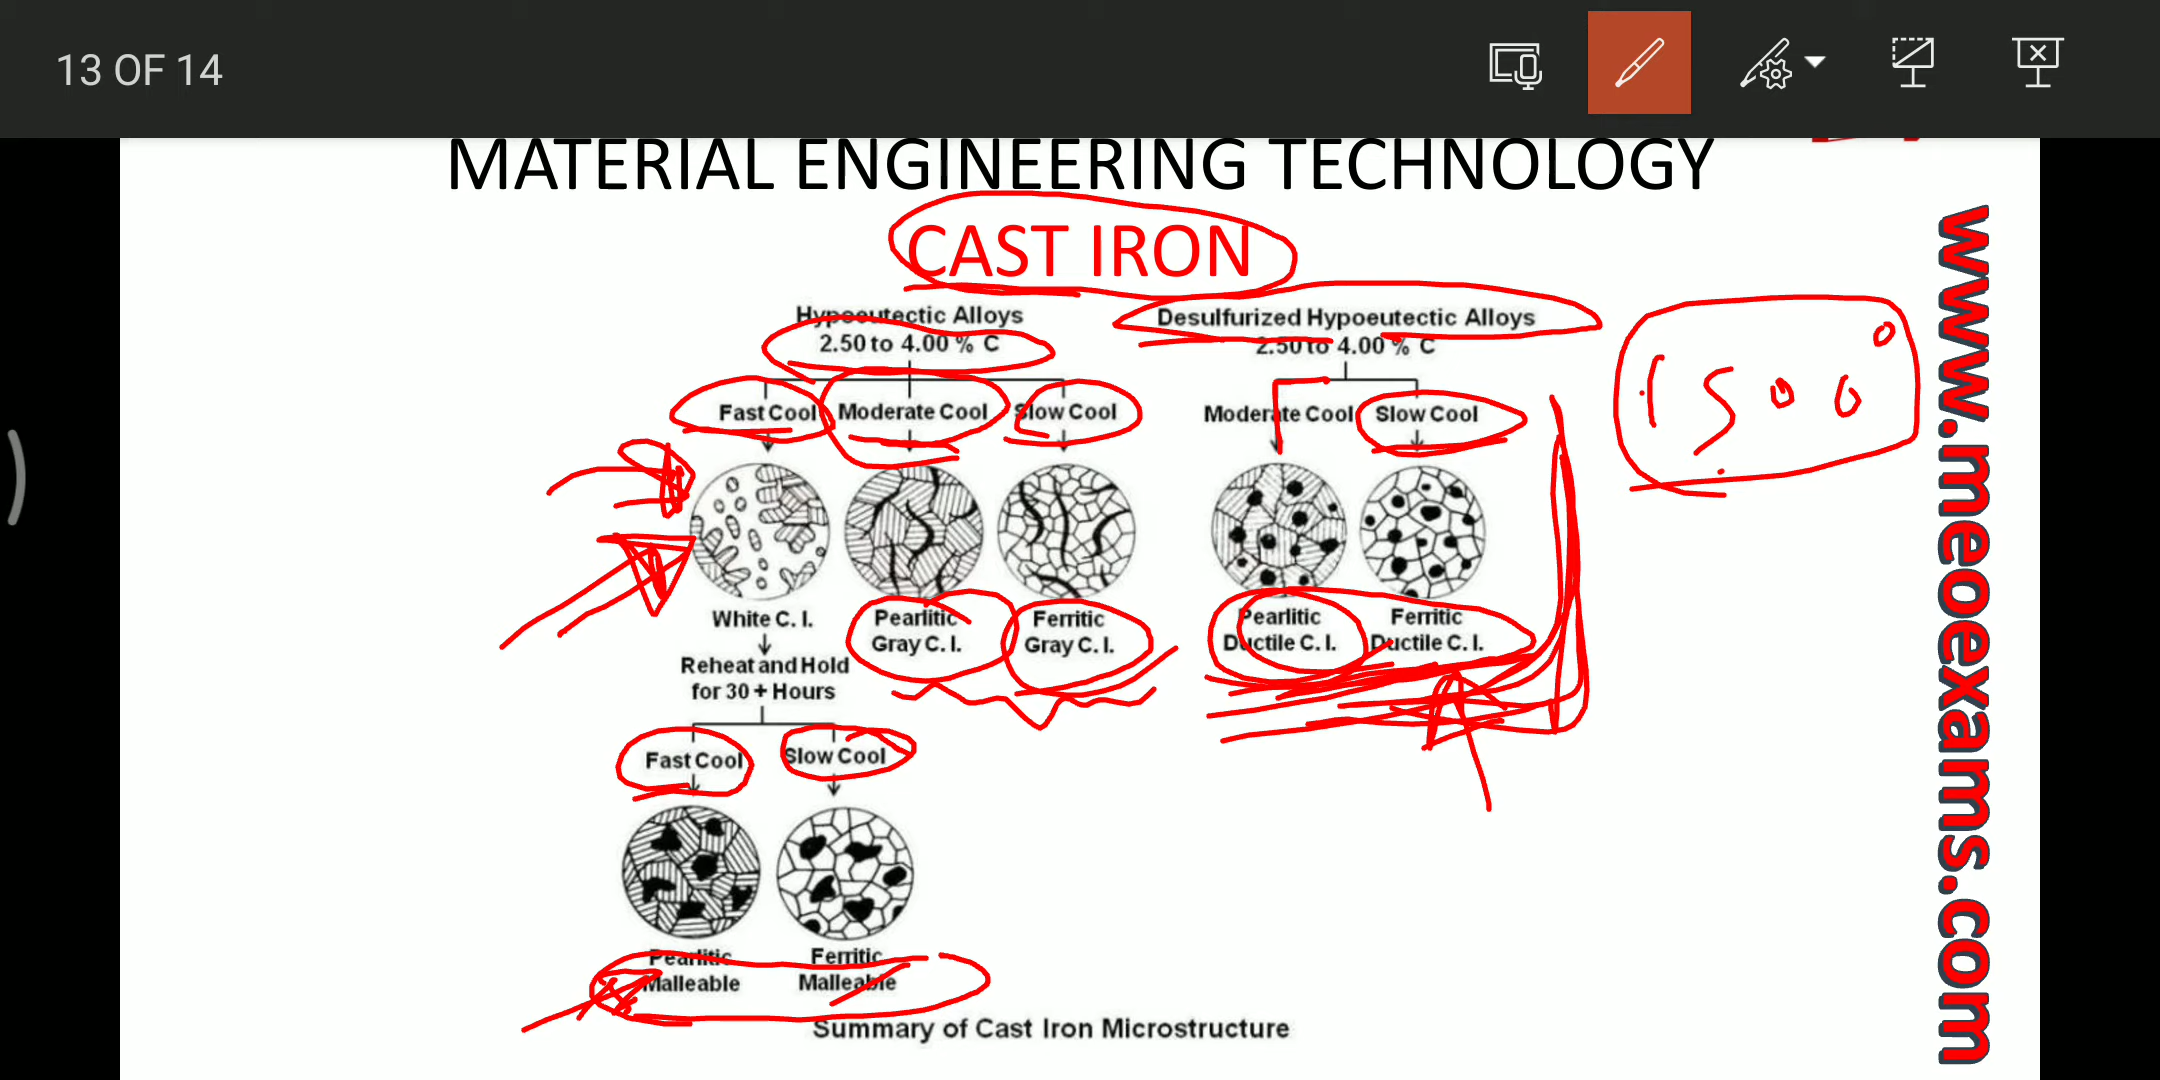 13 OF 14
MATERIAL ENGINEERING TECHNOLOGY
CAST IRON
Hypoeutectic Alloys
2.50 to 4.00 % C
Fast Cool
Moderate Cool
Slow Cool
White C. I.
Pearlitic
Gray C. I.
Ferritic
Gray C. I.
Reheat and Hold
for 30 + Hours
Fast Cool
Slow Cool
Pearlitic
Malleable
Ferritic
Malleable
Desulfurized Hypoeutectic Alloys
2.50 to 4.00 % C
Moderate Cool
Slow Cool
Pearlitic
Ductile C. I.
Ferritic
Ductile C. I.
1500°
Summary of Cast Iron Microstructure
www.meoexams.com